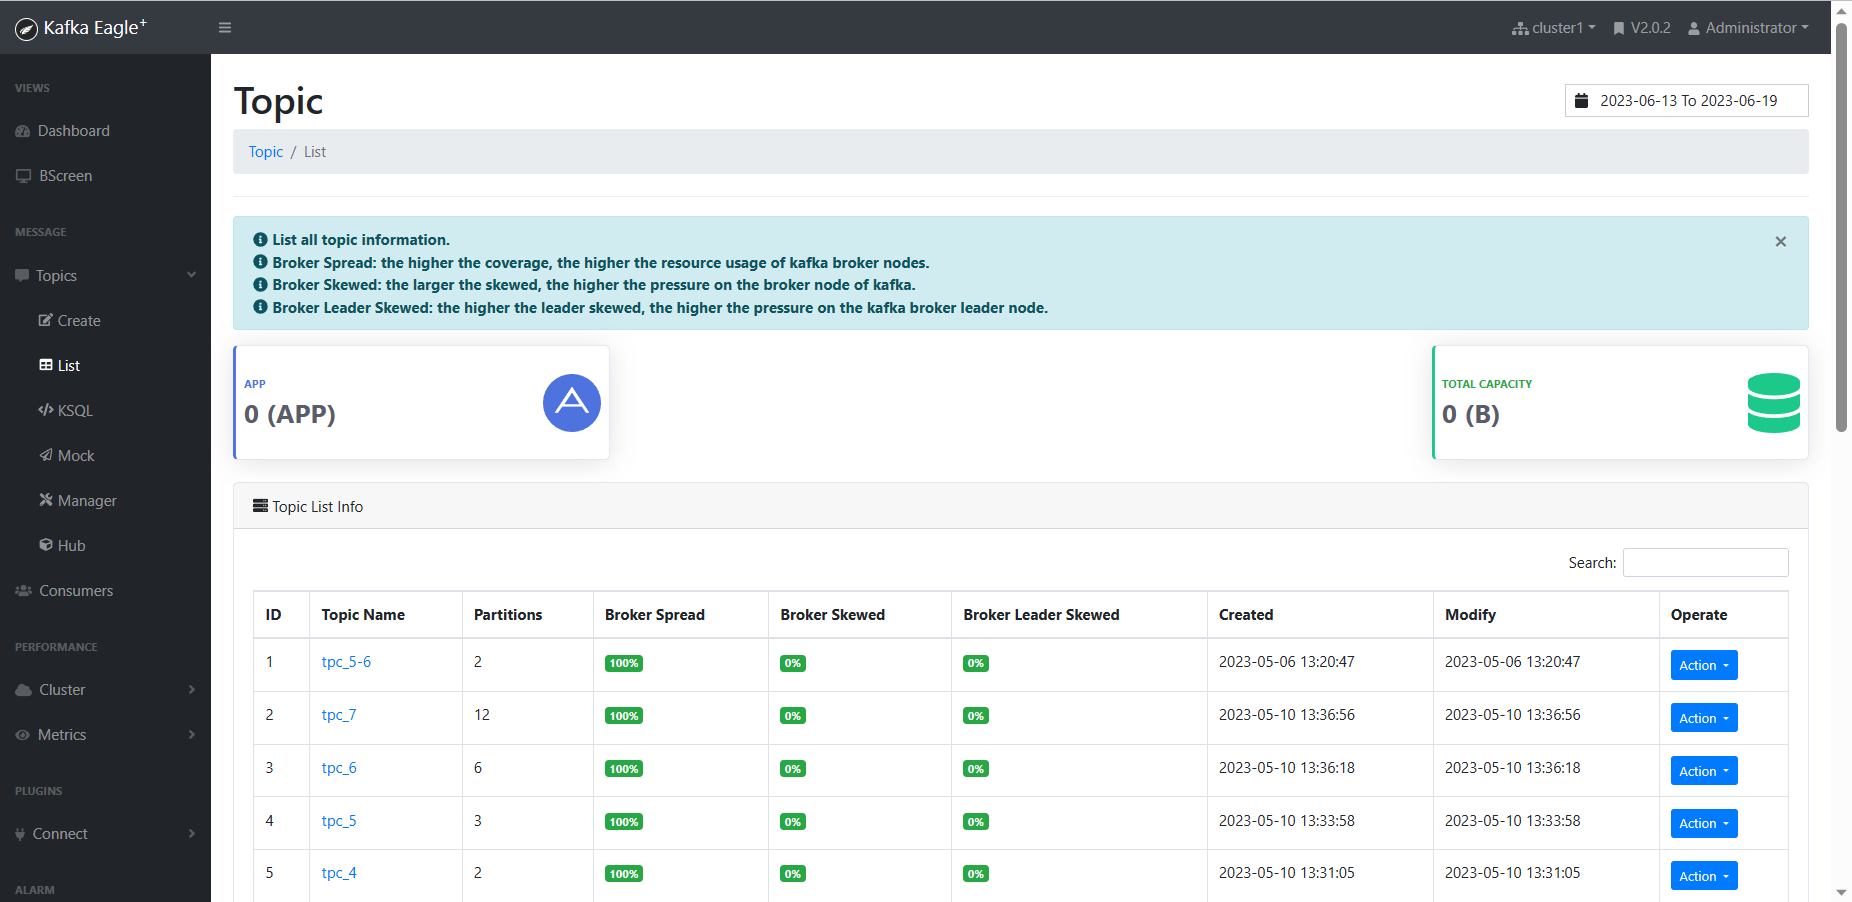 Kafka Eagle+
cluster1
V2.0.2
Administrator
VIEWS
Dashboard
BScreen
MESSAGE
Topics
Create
List
KSQL
Mock
Manager
Hub
Consumers
PERFORMANCE
Cluster
Metrics
PLUGINS
Connect
ALARM
Topic
2023-06-13 To 2023-06-19
Topic / List
List all topic information.
Broker Spread: the higher the coverage, the higher the resource usage of kafka broker nodes.
Broker Skewed: the larger the skewed, the higher the pressure on the broker node of kafka.
Broker Leader Skewed: the higher the leader skewed, the higher the pressure on the kafka broker leader node.
×
APP
0 (APP)
TOTAL CAPACITY
0 (B)
Topic List Info
Search:
ID Topic Name Partitions Broker Spread Broker Skewed Broker Leader Skewed Created Modify Operate
1 tpc_5-6 2 100% 0% 0% 2023-05-06 13:20:47 2023-05-06 13:20:47 Action
2 tpc_7 12 100% 0% 0% 2023-05-10 13:36:56 2023-05-10 13:36:56 Action
3 tpc_6 6 100% 0% 0% 2023-05-10 13:36:18 2023-05-10 13:36:18 Action
4 tpc_5 3 100% 0% 0% 2023-05-10 13:33:58 2023-05-10 13:33:58 Action
5 tpc_4 2 100% 0% 0% 2023-05-10 13:31:05 2023-05-10 13:31:05 Action